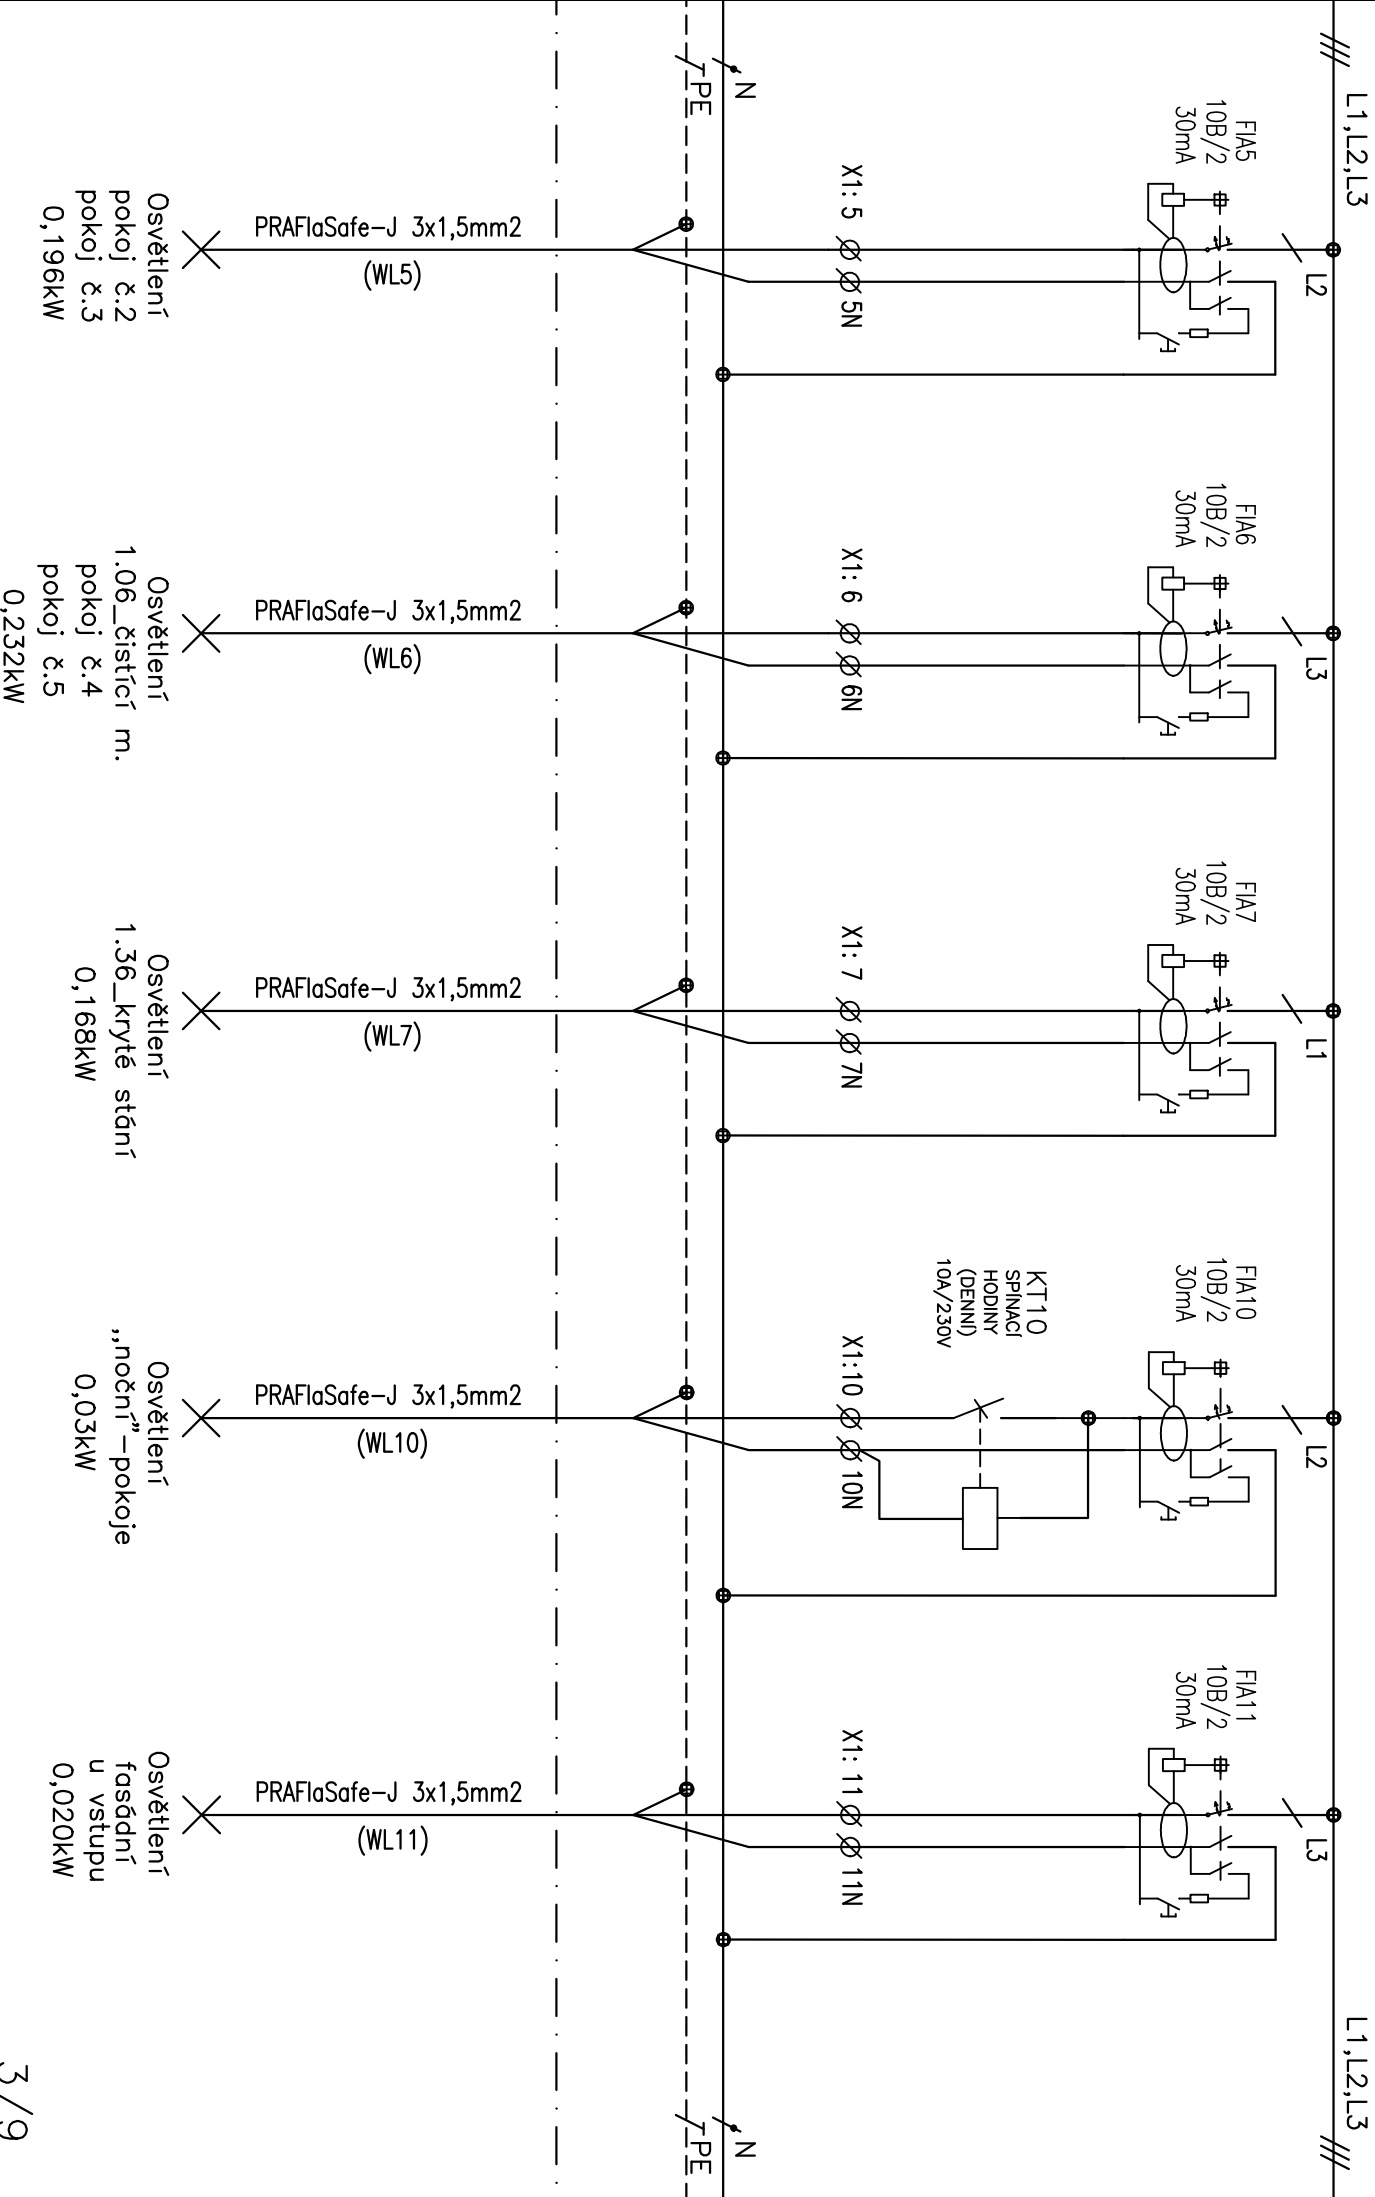 L1,L2,L3
L1,L2,L3
FIA5
10B/2
30mA
L2
X1: 5
5N
N
PE
PRAFlaSafe-J 3x1,5mm2
(WL5)
Osvětlení
pokoj č.2
pokoj č.3
0,196kW
FIA6
10B/2
30mA
L3
X1: 6
6N
PRAFlaSafe-J 3x1,5mm2
(WL6)
Osvětlení
1.06_čistící m.
pokoj č.4
pokoj č.5
0,232kW
FIA7
10B/2
30mA
L1
X1: 7
7N
PRAFlaSafe-J 3x1,5mm2
(WL7)
Osvětlení
1.36_kryté stání
0,168kW
FIA10
10B/2
30mA
L2
KT10
SPÍNACÍ
HODINY
(DENNÍ)
10A/230V
X1:10
10N
PRAFlaSafe-J 3x1,5mm2
(WL10)
Osvětlení
„noční”-pokoje
0,03kW
FIA11
10B/2
30mA
L3
X1: 11
11N
PRAFlaSafe-J 3x1,5mm2
(WL11)
Osvětlení
fasádní
u vstupu
0,020kW
N
PE
3/9